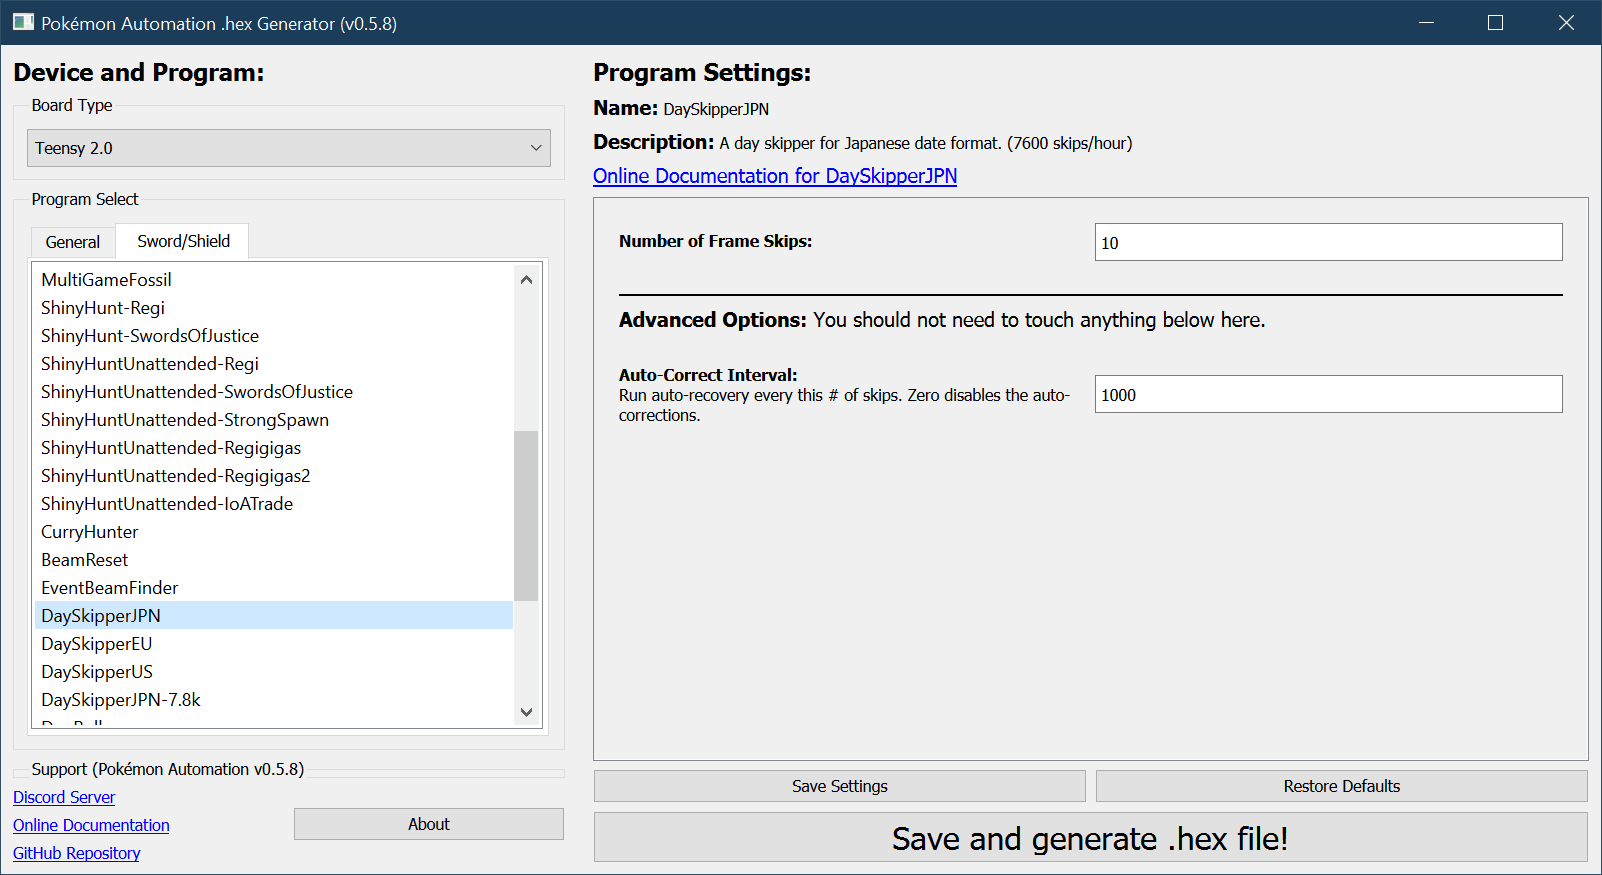 Pokémon Automation .hex Generator (v0.5.8)
Device and Program:
Board Type
Teensy 2.0
Program Select
General
Sword/Shield
MultiGameFossil
ShinyHunt-Regi
ShinyHunt-SwordsOfJustice
ShinyHuntUnattended-Regi
ShinyHuntUnattended-SwordsOfJustice
ShinyHuntUnattended-StrongSpawn
ShinyHuntUnattended-Regigigas
ShinyHuntUnattended-Regigigas2
ShinyHuntUnattended-IoATrade
CurryHunter
BeamReset
EventBeamFinder
DaySkipperJPN
DaySkipperEU
DaySkipperUS
DaySkipperJPN-7.8k
Support (Pokémon Automation v0.5.8)
Discord Server
Online Documentation
GitHub Repository
About
Program Settings:
Name: DaySkipperJPN
Description: A day skipper for Japanese date format. (7600 skips/hour)
Online Documentation for DaySkipperJPN
Number of Frame Skips:
10
Advanced Options: You should not need to touch anything below here.
Auto-Correct Interval:
Run auto-recovery every this # of skips. Zero disables the auto-
corrections.
1000
Save Settings
Restore Defaults
Save and generate .hex file!